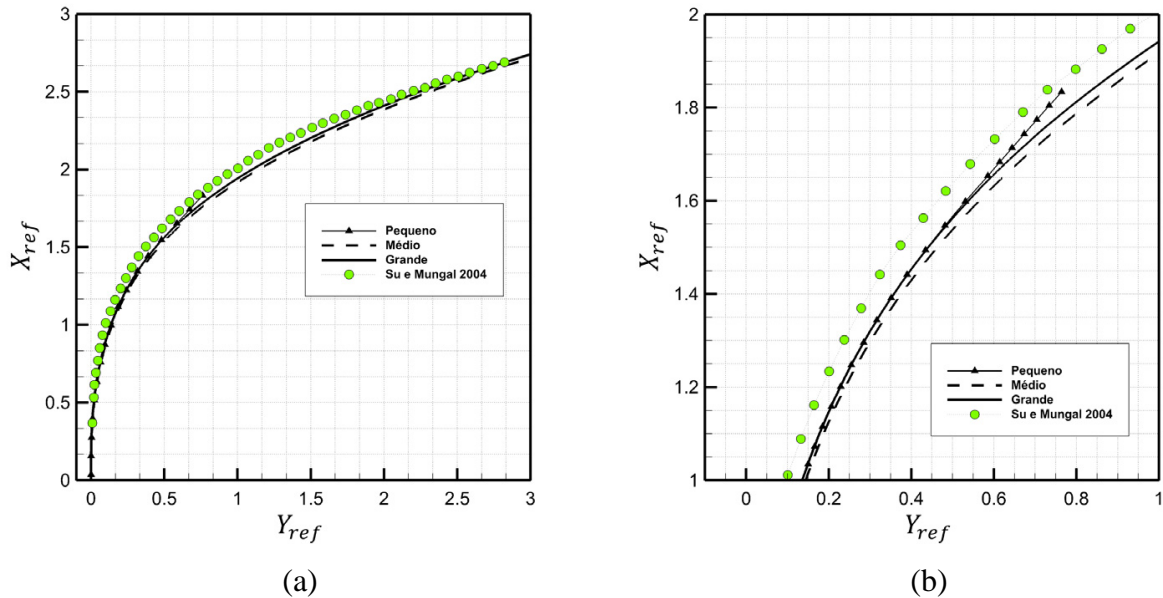 3
2.5
2
1.5
1
0.5
0
X_ref
0
0.5
1
1.5
2
2.5
3
Y_ref
Pequeno
Médio
Grande
Su e Mungal 2004
(a)
2
1.8
1.6
1.4
1.2
1
X_ref
0
0.2
0.4
0.6
0.8
1
Y_ref
Pequeno
Médio
Grande
Su e Mungal 2004
(b)